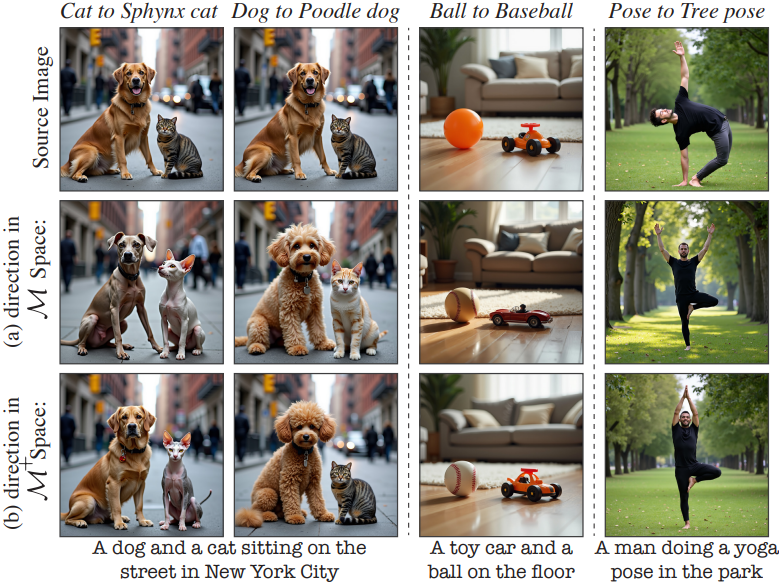 Cat to Sphynx cat
Dog to Poodle dog
Ball to Baseball
Pose to Tree pose
Source Image
(a) direction in
𝓜 Space:
(b) direction in
𝓜⁺ Space:
A dog and a cat sitting on the
street in New York City
A toy car and a
ball on the floor
A man doing a yoga
pose in the park